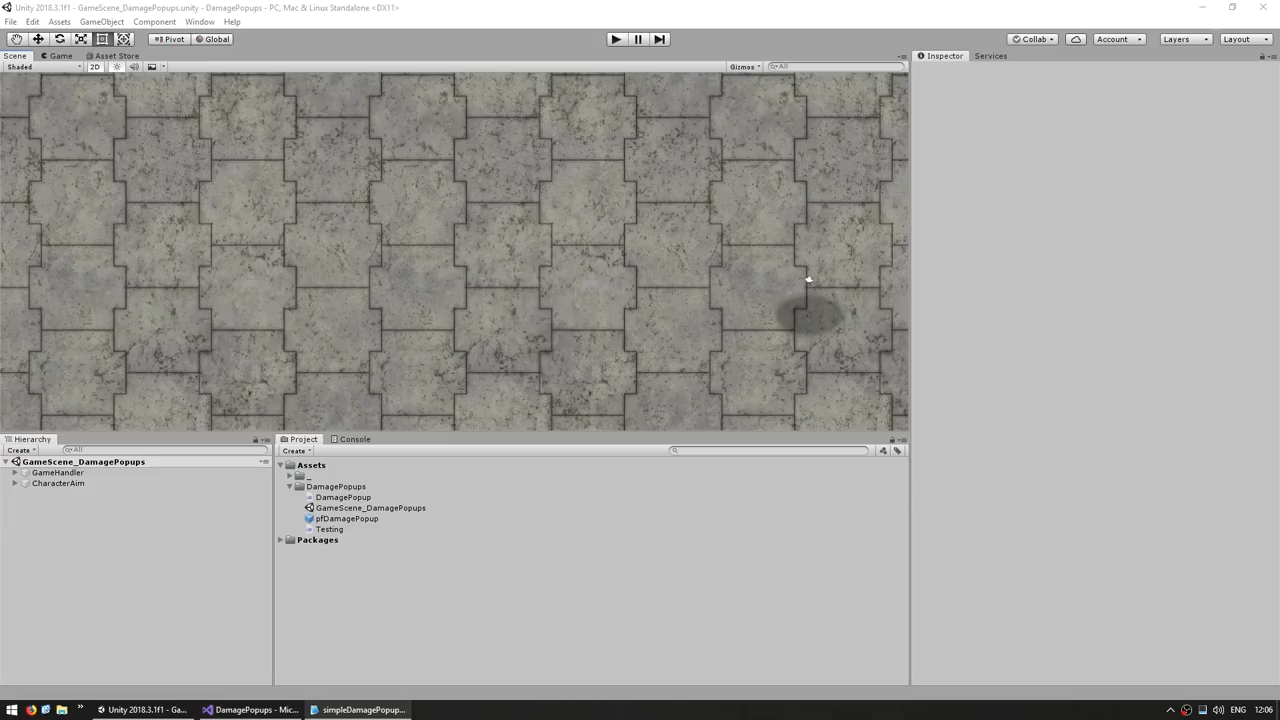 Unity 2018.3.1f1 - GameScene_DamagePopups.unity - DamagePopups - PC, Mac & Linux Standalone <DX11>
File Edit Assets GameObject Component Window Help
Pivot Global Collab Account Layers Layout
Scene Game Asset Store Inspector Services
Shaded 2D Gizmos All
Hierarchy Project Console
Create All Create
GameScene_DamagePopups
GameHandler
CharacterAim
Assets
_
DamagePopups
DamagePopup
GameScene_DamagePopups
pfDamagePopup
Testing
Packages
Unity 2018.3.1f1 - Ga... DamagePopups - Mic... simpleDamagePopup... ENG 12:06